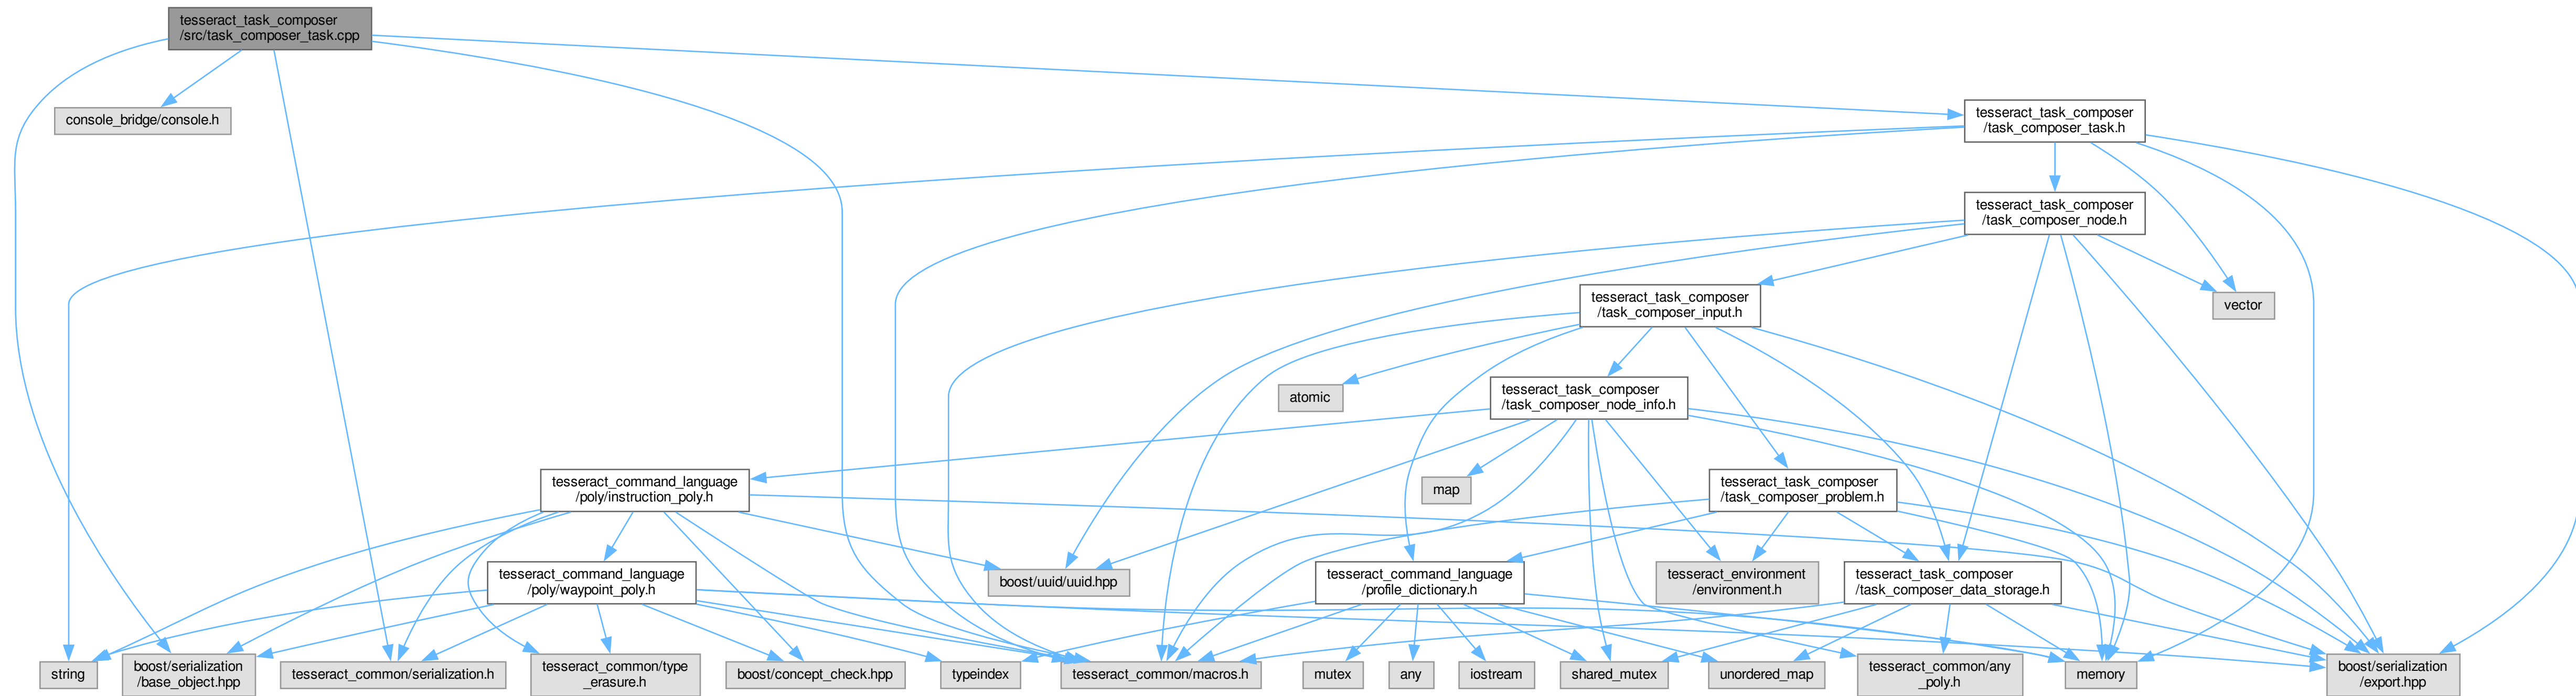 tesseract_task_composer
/src/task_composer_task.cpp
console_bridge/console.h
tesseract_task_composer
/task_composer_task.h
tesseract_task_composer
/task_composer_node.h
tesseract_task_composer
/task_composer_input.h
vector
atomic
tesseract_task_composer
/task_composer_node_info.h
tesseract_command_language
/poly/instruction_poly.h
map
tesseract_task_composer
/task_composer_problem.h
tesseract_command_language
/poly/waypoint_poly.h
boost/uuid/uuid.hpp
tesseract_command_language
/profile_dictionary.h
tesseract_environment
/environment.h
tesseract_task_composer
/task_composer_data_storage.h
string
boost/serialization
/base_object.hpp
tesseract_common/serialization.h
tesseract_common/type
_erasure.h
boost/concept_check.hpp
typeindex
tesseract_common/macros.h
mutex
any
iostream
shared_mutex
unordered_map
tesseract_common/any
_poly.h
memory
boost/serialization
/export.hpp